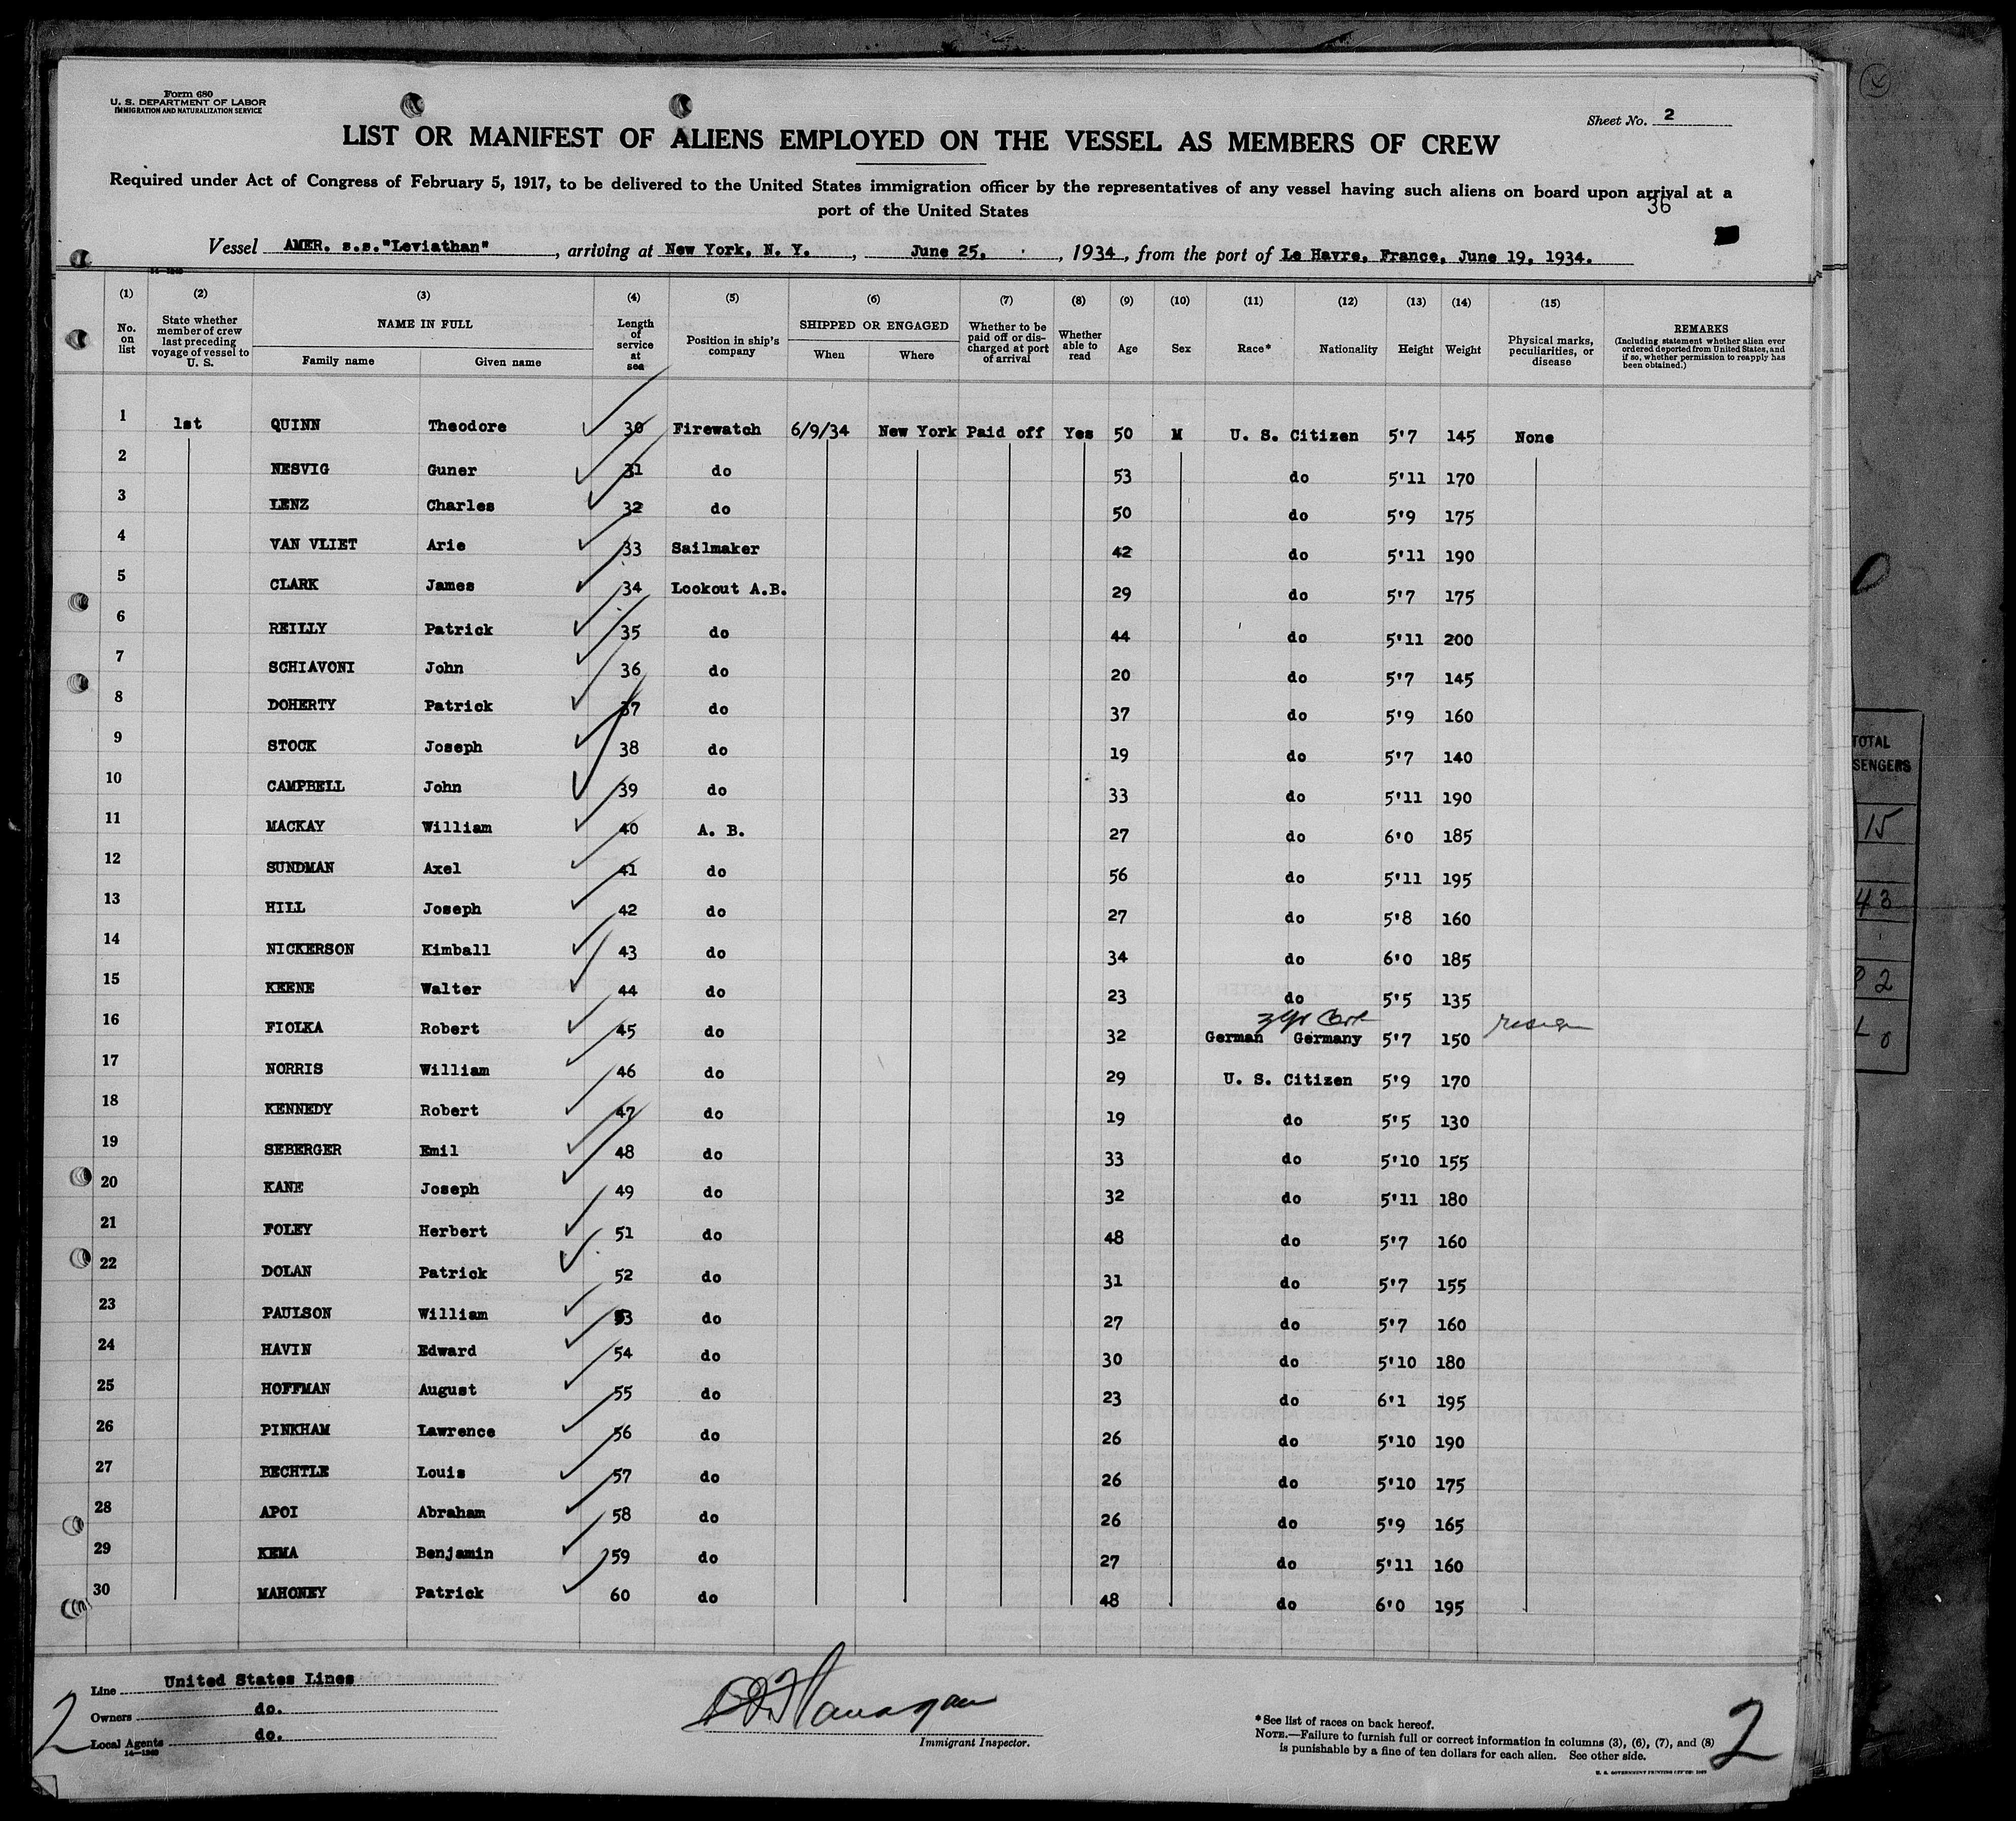 Form 680
U. S. DEPARTMENT OF LABOR
IMMIGRATION AND NATURALIZATION SERVICE
Sheet No. 2
LIST OR MANIFEST OF ALIENS EMPLOYED ON THE VESSEL AS MEMBERS OF CREW
Required under Act of Congress of February 5, 1917, to be delivered to the United States immigration officer by the representatives of any vessel having such aliens on board upon arrival at a
port of the United States
36
Vessel AMER. s.s."Leviathan" , arriving at New York, N. Y. , June 25, , 1934 , from the port of Le Havre, France, June 19, 1934.
14—1240
(1) (2) (3) (4) (5) (6) (7) (8) (9) (10) (11) (12) (13) (14) (15)
No. on list State whether member of crew last preceding voyage of vessel to U. S. NAME IN FULL Family name Given name Length of service at sea Position in ship's company SHIPPED OR ENGAGED When Where Whether to be paid off or discharged at port of arrival Whether able to read Age Sex Race* Nationality Height Weight Physical marks, peculiarities, or disease REMARKS (Including statement whether alien ever ordered deported from United States, and if so, whether permission to reapply has been obtained.)
1 1st QUINN Theodore 30 Firewatch 6/9/34 New York Paid off Yes 50 M U. S. Citizen 5'7 145 None
2 NESVIG Guner 31 do 53 do 5'11 170
3 LENZ Charles 32 do 50 do 5'9 175
4 VAN VLIET Arie 33 Sailmaker 42 do 5'11 190
5 CLARK James 34 Lookout A.B. 29 do 5'7 175
6 REILLY Patrick 35 do 44 do 5'11 200
7 SCHIAVONI John 36 do 20 do 5'7 145
8 DOHERTY Patrick 37 do 37 do 5'9 160
9 STOCK Joseph 38 do 19 do 5'7 140
10 CAMPBELL John 39 do 33 do 5'11 190
11 MACKAY William 40 A. B. 27 do 6'0 185
12 SUNDMAN Axel 41 do 56 do 5'11 195
13 HILL Joseph 42 do 27 do 5'8 160
14 NICKERSON Kimball 43 do 34 do 6'0 185
15 KEENE Walter 44 do 23 do 5'5 135
16 FIOLKA Robert 45 do 32 German Germany 5'7 150
17 NORRIS William 46 do 29 U. S. Citizen 5'9 170
18 KENNEDY Robert 47 do 19 do 5'5 130
19 SEBERGER Emil 48 do 33 do 5'10 155
20 KANE Joseph 49 do 32 do 5'11 180
21 FOLEY Herbert 51 do 48 do 5'7 160
22 DOLAN Patrick 52 do 31 do 5'7 155
23 PAULSON William 53 do 27 do 5'7 160
24 HAVIN Edward 54 do 30 do 5'10 180
25 HOFFMAN August 55 do 23 do 6'1 195
26 PINKHAM Lawrence 56 do 26 do 5'10 190
27 BECHTLE Louis 57 do 26 do 5'10 175
28 APOI Abraham 58 do 26 do 5'9 165
29 KEMA Benjamin 59 do 27 do 5'11 160
30 MAHONEY Patrick 60 do 48 do 6'0 195
Line United States Lines
Owners do.
Local Agents do.
14—1240
2
Immigrant Inspector.
*See list of races on back hereof.
NOTE.—Failure to furnish full or correct information in columns (3), (6), (7), and (8)
is punishable by a fine of ten dollars for each alien. See other side.
2
TOTAL
SENGERS
15
43